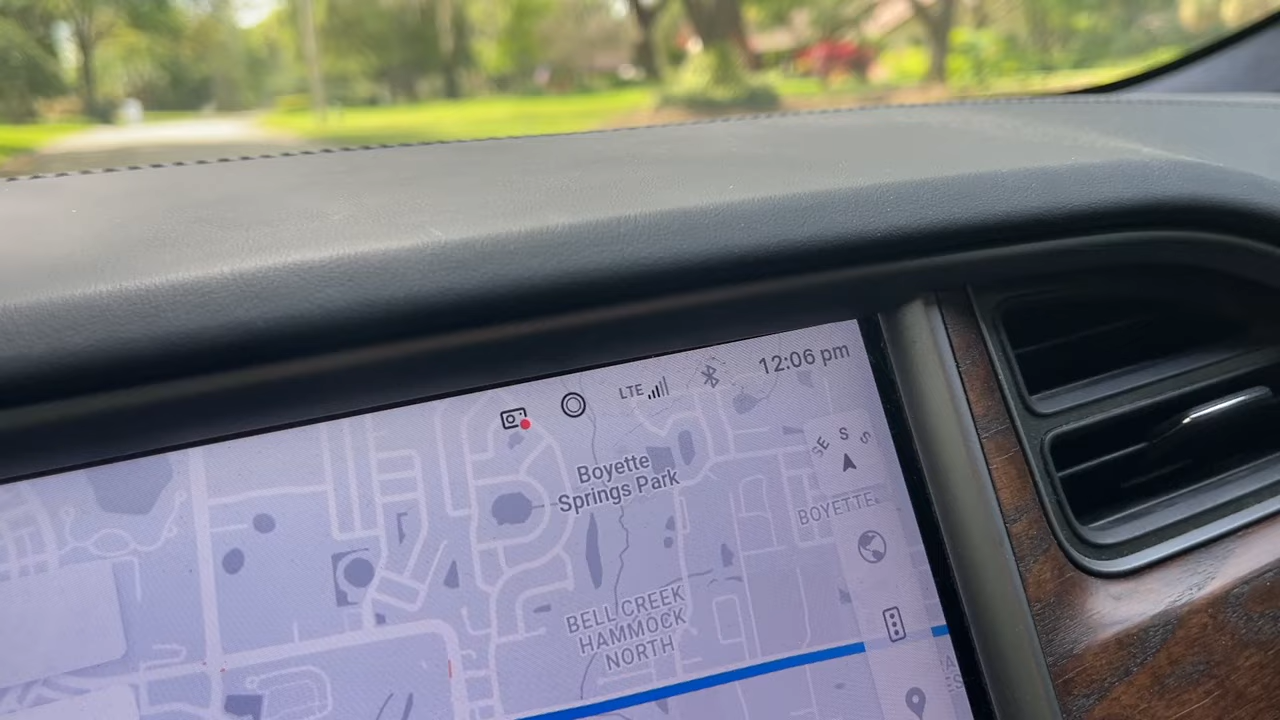 12:06 pm
LTE
SE S S
Boyette
Springs Park
BOYETTE
BELL CREEK
HAMMOCK
NORTH